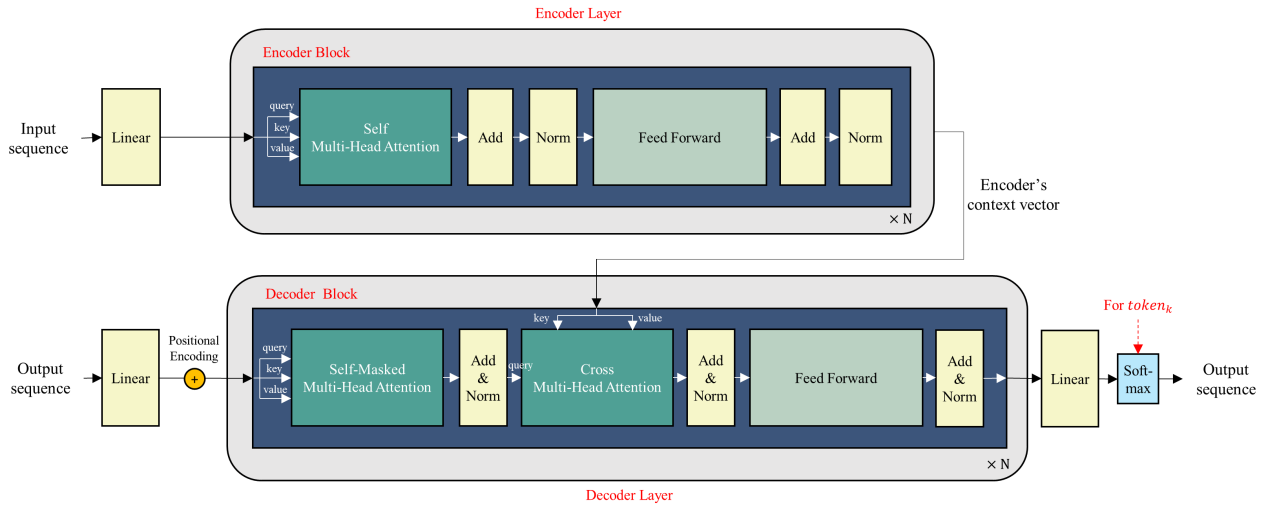 Encoder Layer
Encoder Block
Input
sequence
Linear
query
key
value
Self
Multi-Head Attention
Add
Norm
Feed Forward
Add
Norm
× N
Encoder's
context vector
Decoder Block
Output
sequence
Linear
Positional
Encoding
+
query
key
value
Self-Masked
Multi-Head Attention
Add
&
Norm
query
key
value
Cross
Multi-Head Attention
Add
&
Norm
Feed Forward
Add
&
Norm
× N
Linear
For token_k
Soft-
max
Output
sequence
Decoder Layer